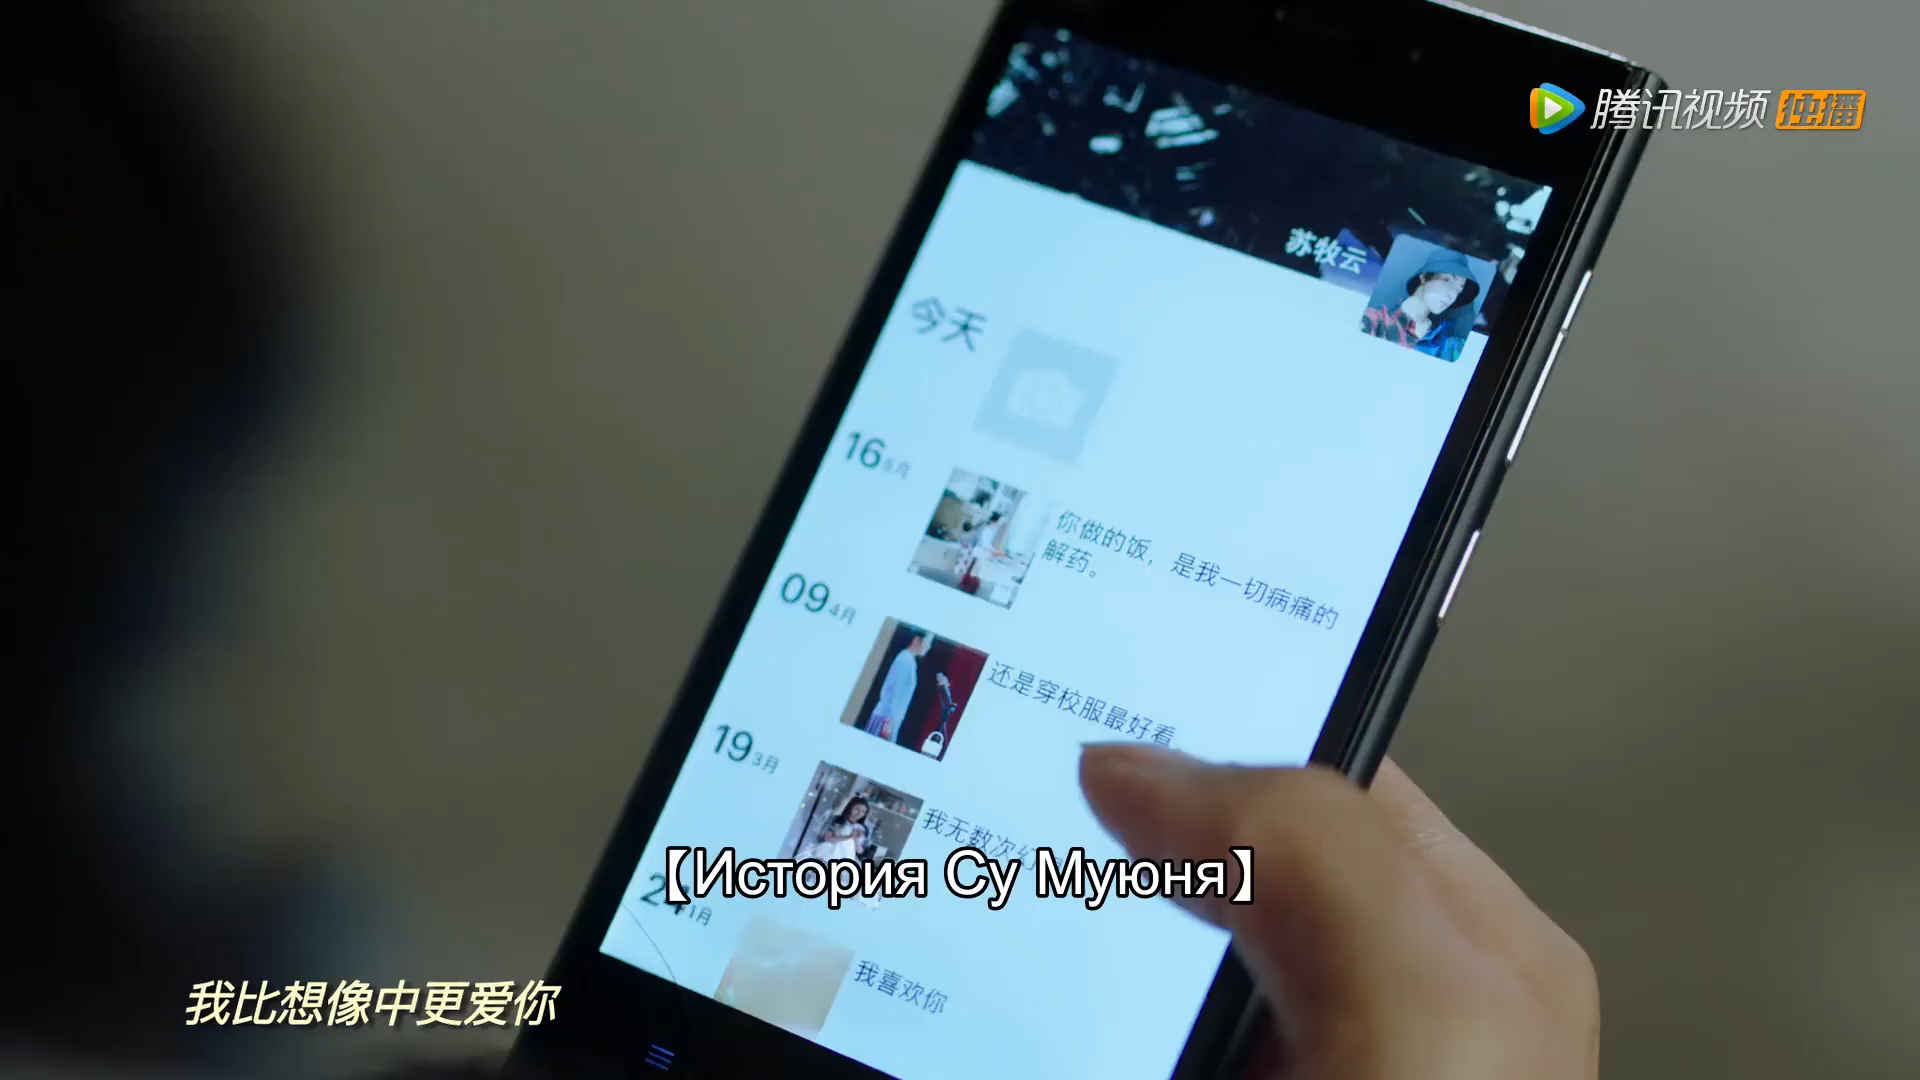 腾讯视频 独播
苏牧云
今天
16 5月
你做的饭，是我一切病痛的
解药。
09 4月
还是穿校服最好看。
19 3月
我无数次幻
【История Су Муюня】
24 1月
我喜欢你
我比想像中更爱你